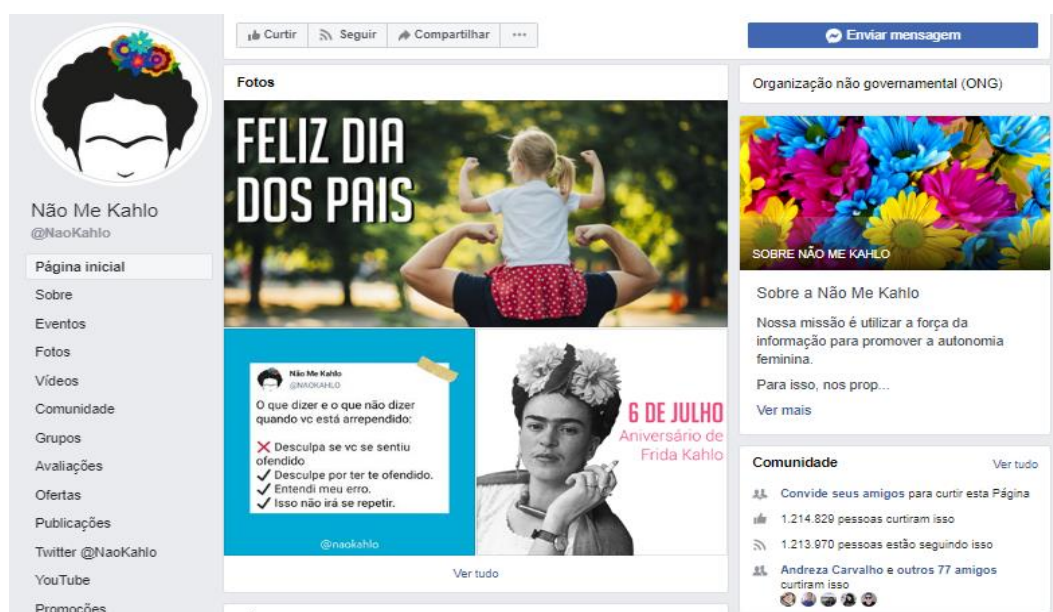 Não Me Kahlo
@NaoKahlo
Página inicial
Sobre
Eventos
Fotos
Vídeos
Comunidade
Grupos
Avaliações
Ofertas
Publicações
Twitter @NaoKahlo
YouTube
Promoções
Curtir
Seguir
Compartilhar
...
Fotos
FELIZ DIA
DOS PAIS
Não Me Kahlo
@NAOKAHLO
O que dizer e o que não dizer
quando vc está arrependido:
❌ Desculpa se vc se sentiu
ofendido
✔ Desculpe por ter te ofendido.
✔ Entendi meu erro.
✔ Isso não irá se repetir.
@naokahlo
6 DE JULHO
Aniversário de
Frida Kahlo
Ver tudo
Enviar mensagem
Organização não governamental (ONG)
SOBRE NÃO ME KAHLO
Sobre a Não Me Kahlo
Nossa missão é utilizar a força da
informação para promover a autonomia
feminina.
Para isso, nos prop...
Ver mais
Comunidade
Ver tudo
Convide seus amigos para curtir esta Página
1.214.829 pessoas curtiram isso
1.213.970 pessoas estão seguindo isso
Andreza Carvalho e outros 77 amigos
curtiram isso